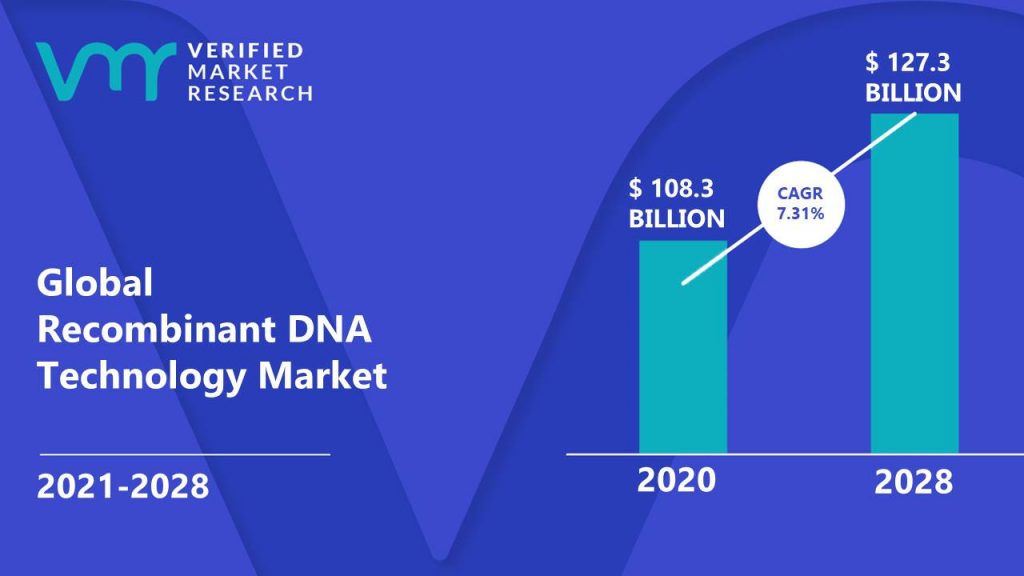 vmr
VERIFIED
MARKET
RESEARCH
Global
Recombinant DNA
Technology Market
2021-2028
$ 108.3
BILLION
CAGR
7.31%
$ 127.3
BILLION
2020
2028